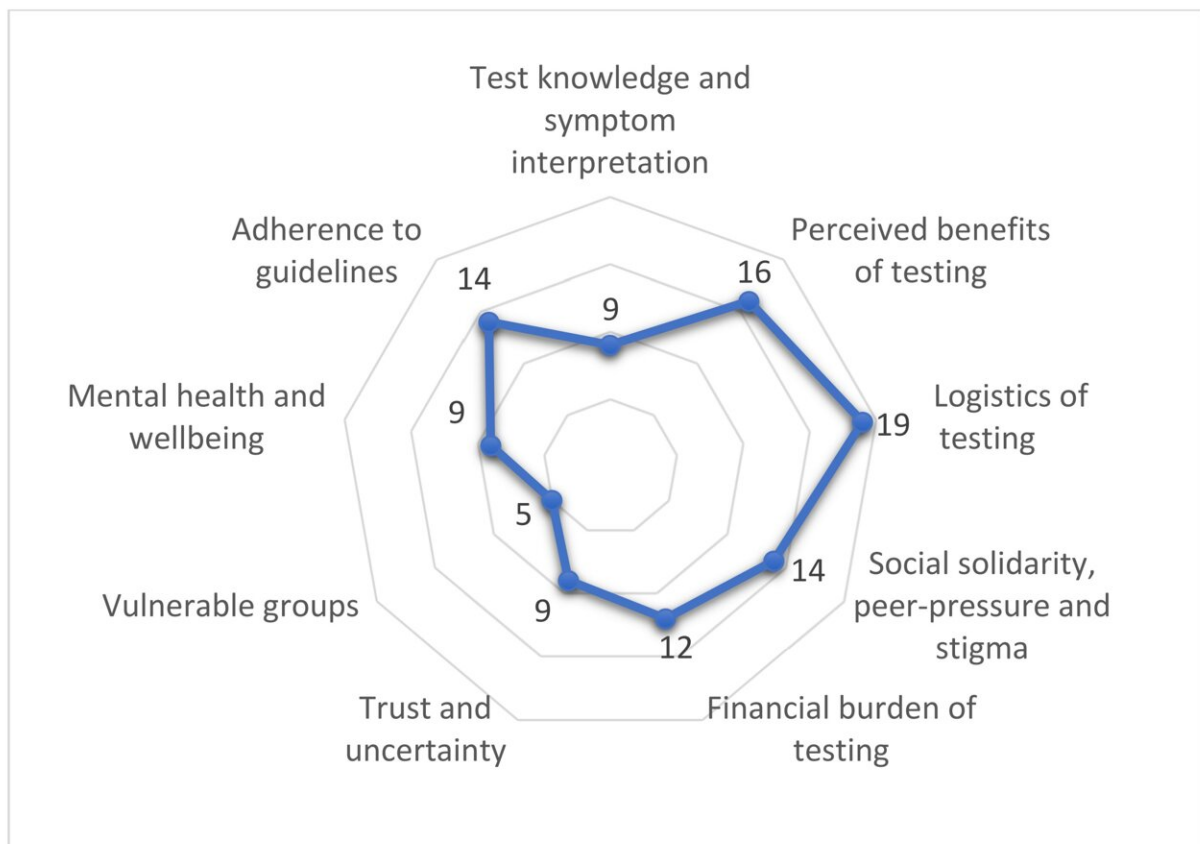 Test knowledge and
symptom
interpretation
Adherence to
guidelines
Perceived benefits
of testing
14
16
9
Mental health and
wellbeing
9
Logistics of
testing
19
5
14
Social solidarity,
peer-pressure and
stigma
Vulnerable groups
9
12
Trust and
uncertainty
Financial burden of
testing